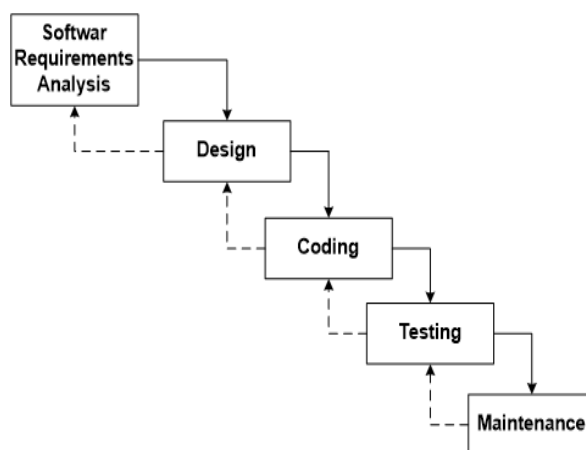 Softwar
Requirements
Analysis
Design
Coding
Testing
Maintenance